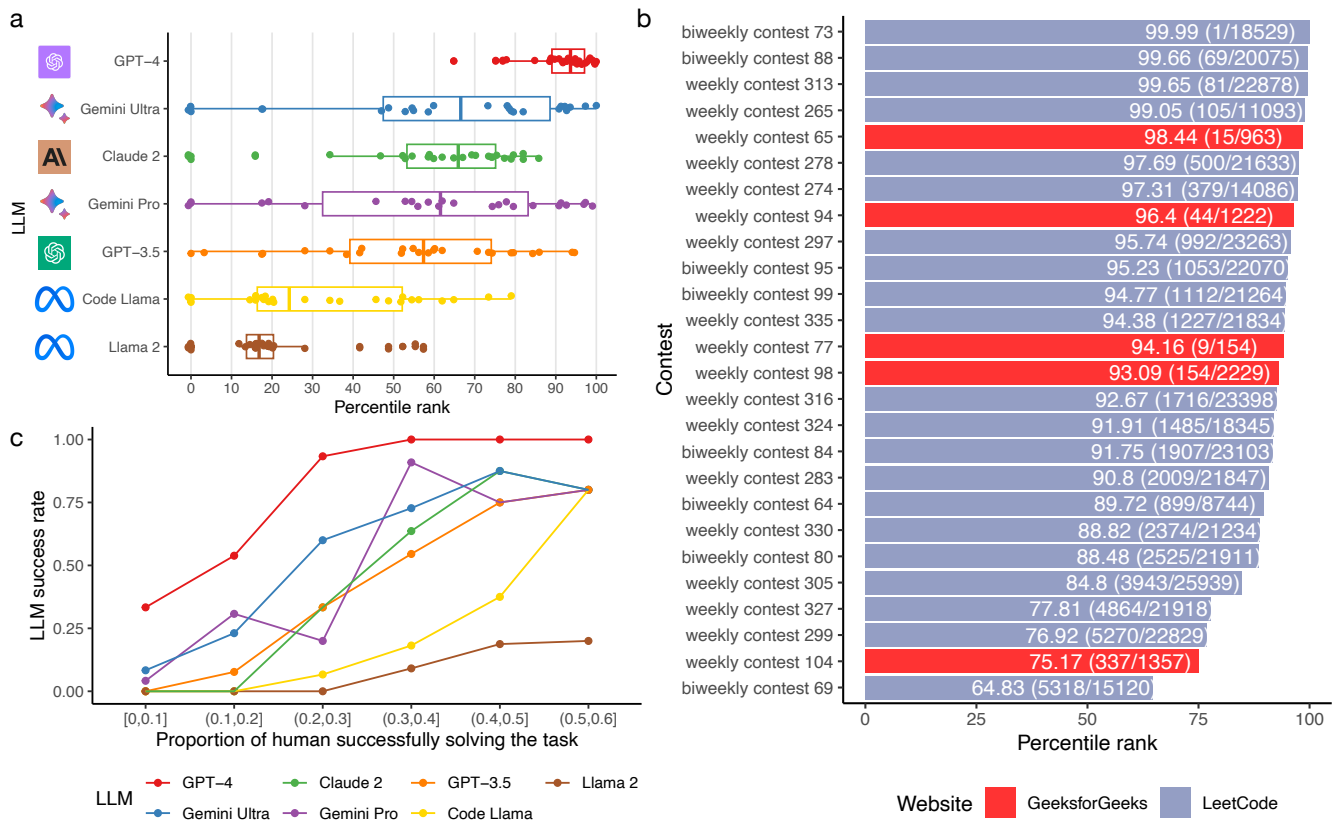 a
LLM
GPT−4
Gemini Ultra
Claude 2
Gemini Pro
GPT−3.5
Code Llama
Llama 2
0 10 20 30 40 50 60 70 80 90 100
Percentile rank
b
Contest
biweekly contest 73 99.99 (1/18529)
biweekly contest 88 99.66 (69/20075)
weekly contest 313 99.65 (81/22878)
weekly contest 265 99.05 (105/11093)
weekly contest 65 98.44 (15/963)
weekly contest 278 97.69 (500/21633)
weekly contest 274 97.31 (379/14086)
weekly contest 94 96.4 (44/1222)
weekly contest 297 95.74 (992/23263)
biweekly contest 95 95.23 (1053/22070)
biweekly contest 99 94.77 (1112/21264)
weekly contest 335 94.38 (1227/21834)
weekly contest 77 94.16 (9/154)
weekly contest 98 93.09 (154/2229)
weekly contest 316 92.67 (1716/23398)
weekly contest 324 91.91 (1485/18345)
biweekly contest 84 91.75 (1907/23103)
weekly contest 283 90.8 (2009/21847)
biweekly contest 64 89.72 (899/8744)
weekly contest 330 88.82 (2374/21234)
biweekly contest 80 88.48 (2525/21911)
weekly contest 305 84.8 (3943/25939)
weekly contest 327 77.81 (4864/21918)
weekly contest 299 76.92 (5270/22829)
weekly contest 104 75.17 (337/1357)
biweekly contest 69 64.83 (5318/15120)
0 25 50 75 100
Percentile rank
Website GeeksforGeeks LeetCode
c
LLM success rate
1.00
0.75
0.50
0.25
0.00
[0,0.1] (0.1,0.2] (0.2,0.3] (0.3,0.4] (0.4,0.5] (0.5,0.6]
Proportion of human successfully solving the task
LLM
GPT−4 Claude 2 GPT−3.5 Llama 2
Gemini Ultra Gemini Pro Code Llama